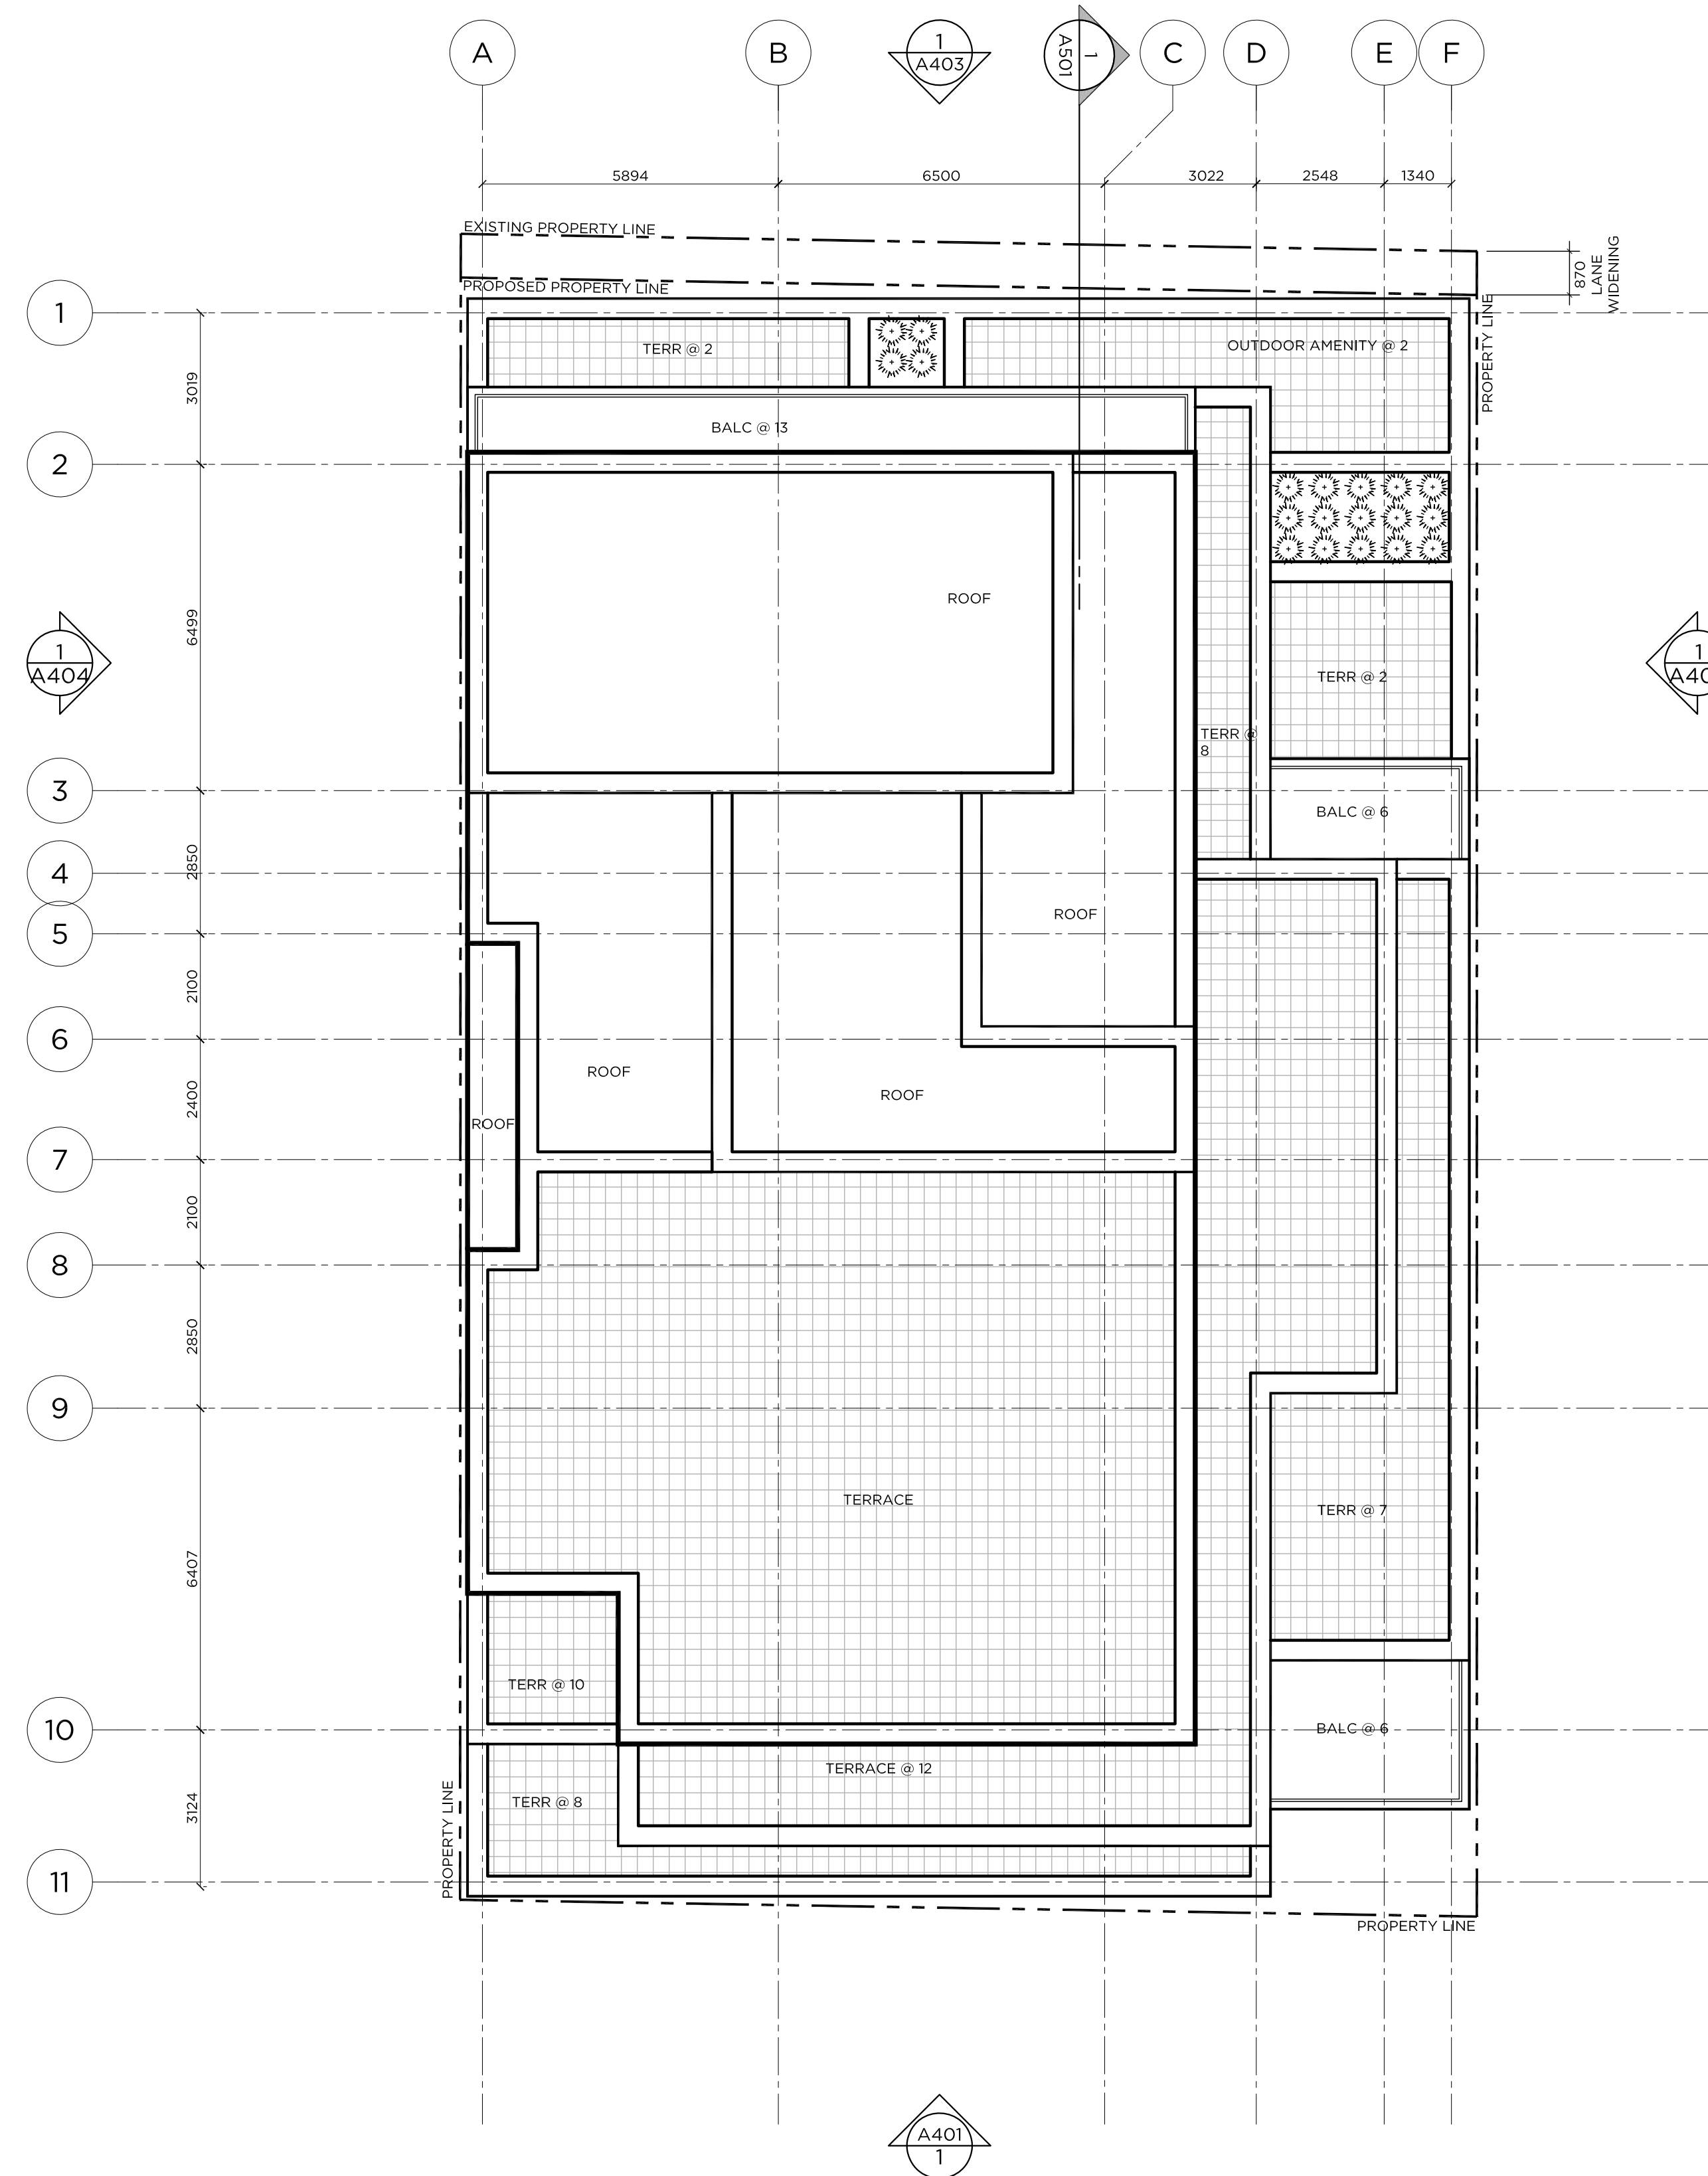 A
B
1
A403
1
A501
C
D
E
F
5894
6500
3022
2548
1340
EXISTING PROPERTY LINE
PROPOSED PROPERTY LINE
870
LANE
WIDENING
PROPERTY LINE
1
TERR @ 2
OUTDOOR AMENITY @ 2
3019
BALC @ 13
2
ROOF
6499
1
A404
1
TERR @ 2
TERR @
8
3
BALC @ 6
2850
4
ROOF
5
2100
6
ROOF
ROOF
2400
ROOF
7
2100
8
2850
9
TERRACE
TERR @ 7
6407
TERR @ 10
10
BALC @ 6
TERRACE @ 12
TERR @ 8
3124
PROPERTY LINE
11
PROPERTY LINE
A401
1